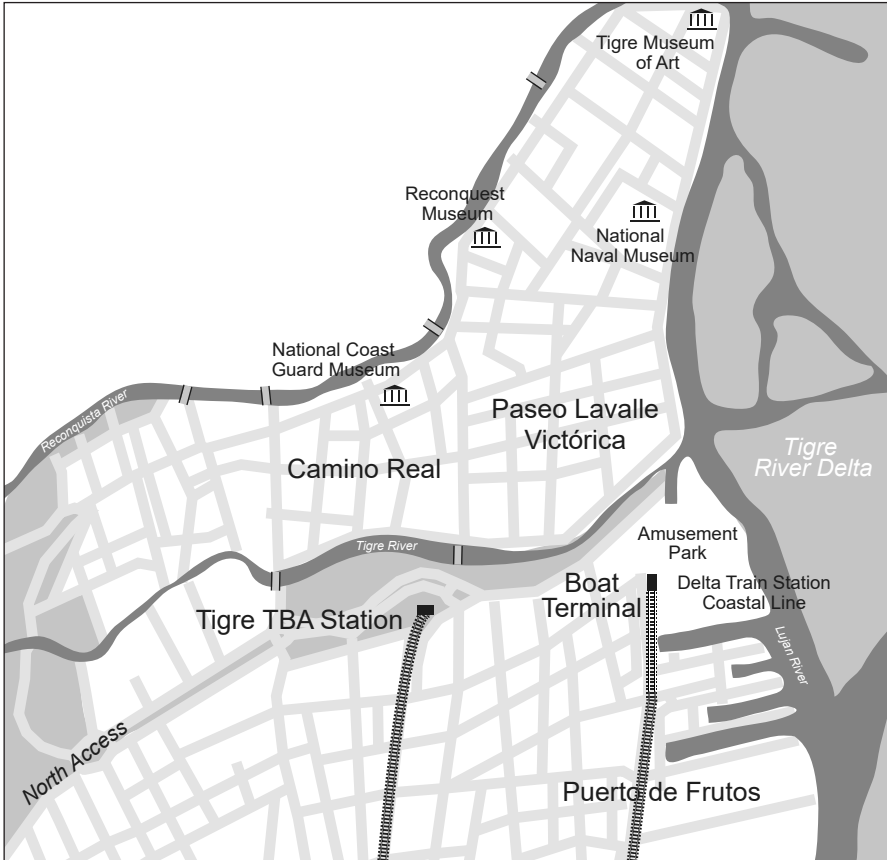 Tigre Museum
of Art
Reconquest
Museum
National
Naval Museum
National Coast
Guard Museum
Reconquista River
Paseo Lavalle
Victórica
Camino Real
Tigre
River Delta
Tigre River
Amusement
Park
Boat
Terminal
Delta Train Station
Coastal Line
Tigre TBA Station
Lujan River
North Access
Puerto de Frutos